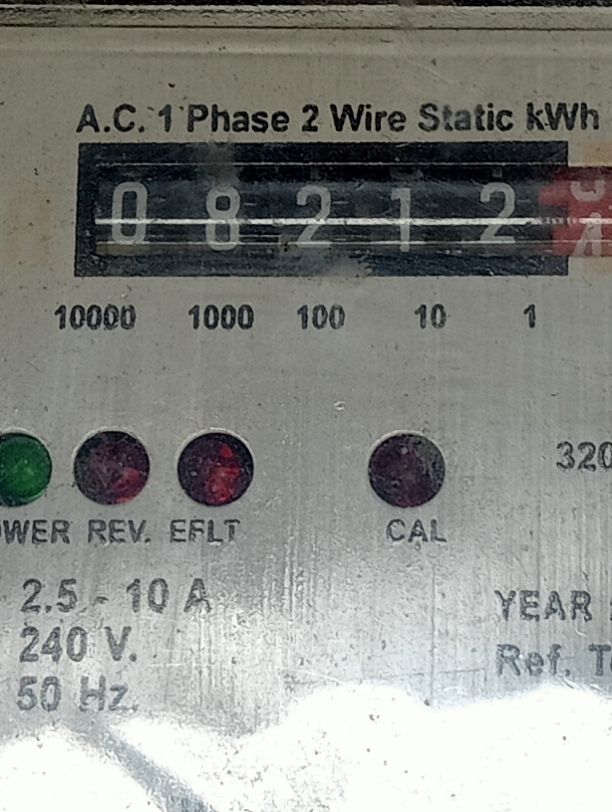 A.C. 1 Phase 2 Wire Static kWh
0 8 2 1 2
10000 1000 100 10 1
320
OWER REV. EFLT CAL
2.5 - 10 A
YEAR
240 V.
Ref. T
50 Hz.